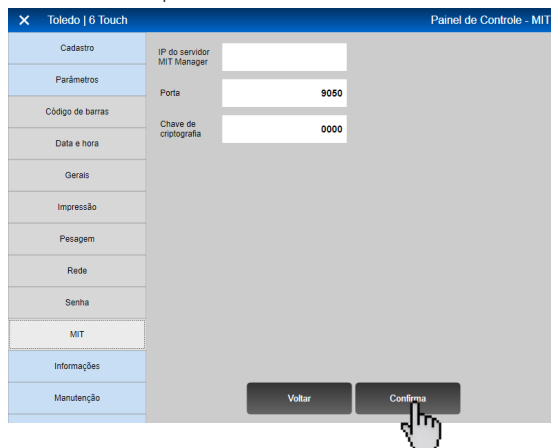 Toledo | 6 Touch
Painel de Controle - MIT
Cadastro
Parâmetros
Código de barras
Data e hora
Gerais
Impressão
Pesagem
Rede
Senha
MIT
Informações
Manutenção
IP do servidor
MIT Manager
Porta
9050
Chave de
criptografia
0000
Voltar
Confirma